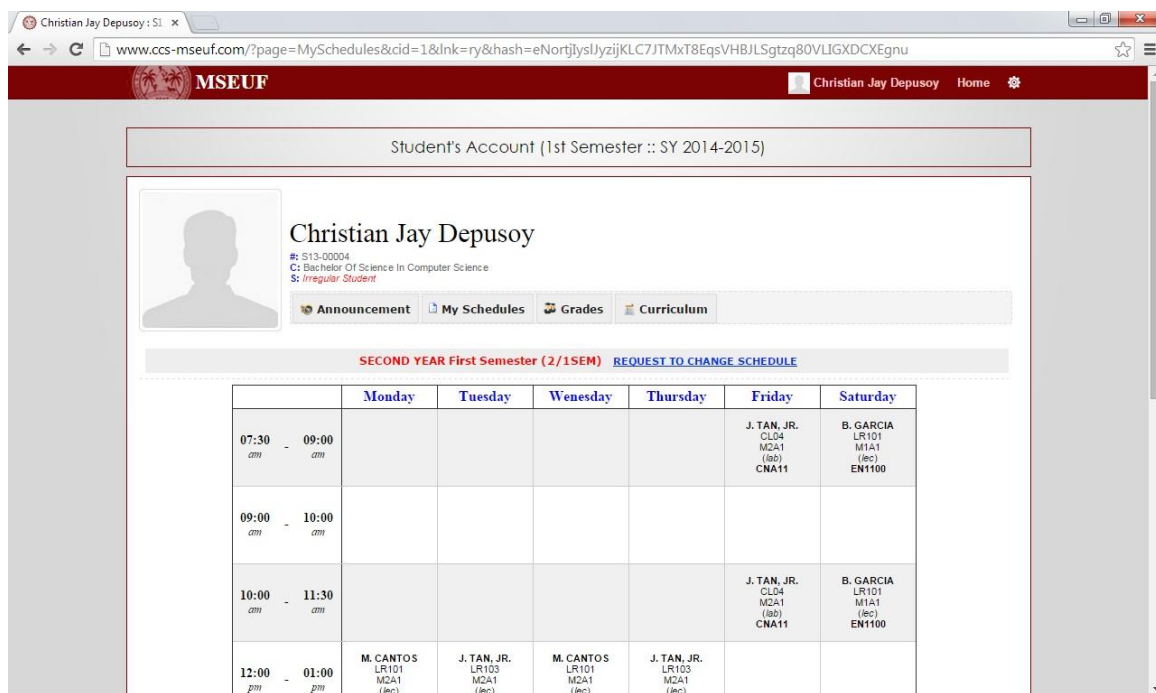 Christian Jay Depusoy : S1
www.ccs-mseuf.com/?page=MySchedules&cid=1&lnk=ry&hash=eNortjIyslJyzijKLC7JTMxT8EqsVHBJLSgtzq80VLIGXDCXEgnu
MSEUF
Christian Jay Depusoy Home
Student's Account (1st Semester :: SY 2014-2015)
Christian Jay Depusoy
#: S13-00004
C: Bachelor Of Science In Computer Science
S: Irregular Student
Announcement My Schedules Grades Curriculum
SECOND YEAR First Semester (2/1SEM) REQUEST TO CHANGE SCHEDULE
Monday Tuesday Wenesday Thursday Friday Saturday
J. TAN, JR. B. GARCIA
CL04 LR101
07:30 - 09:00 M2A1 M1A1
am am (lab) (lec)
CNA11 EN1100
09:00 - 10:00
am am
J. TAN, JR. B. GARCIA
CL04 LR101
10:00 - 11:30 M2A1 M1A1
am am (lab) (lec)
CNA11 EN1100
M. CANTOS J. TAN, JR. M. CANTOS J. TAN, JR.
LR101 LR103 LR101 LR103
12:00 - 01:00 M2A1 M2A1 M2A1 M2A1
pm pm (lec) (lec) (lec) (lec)